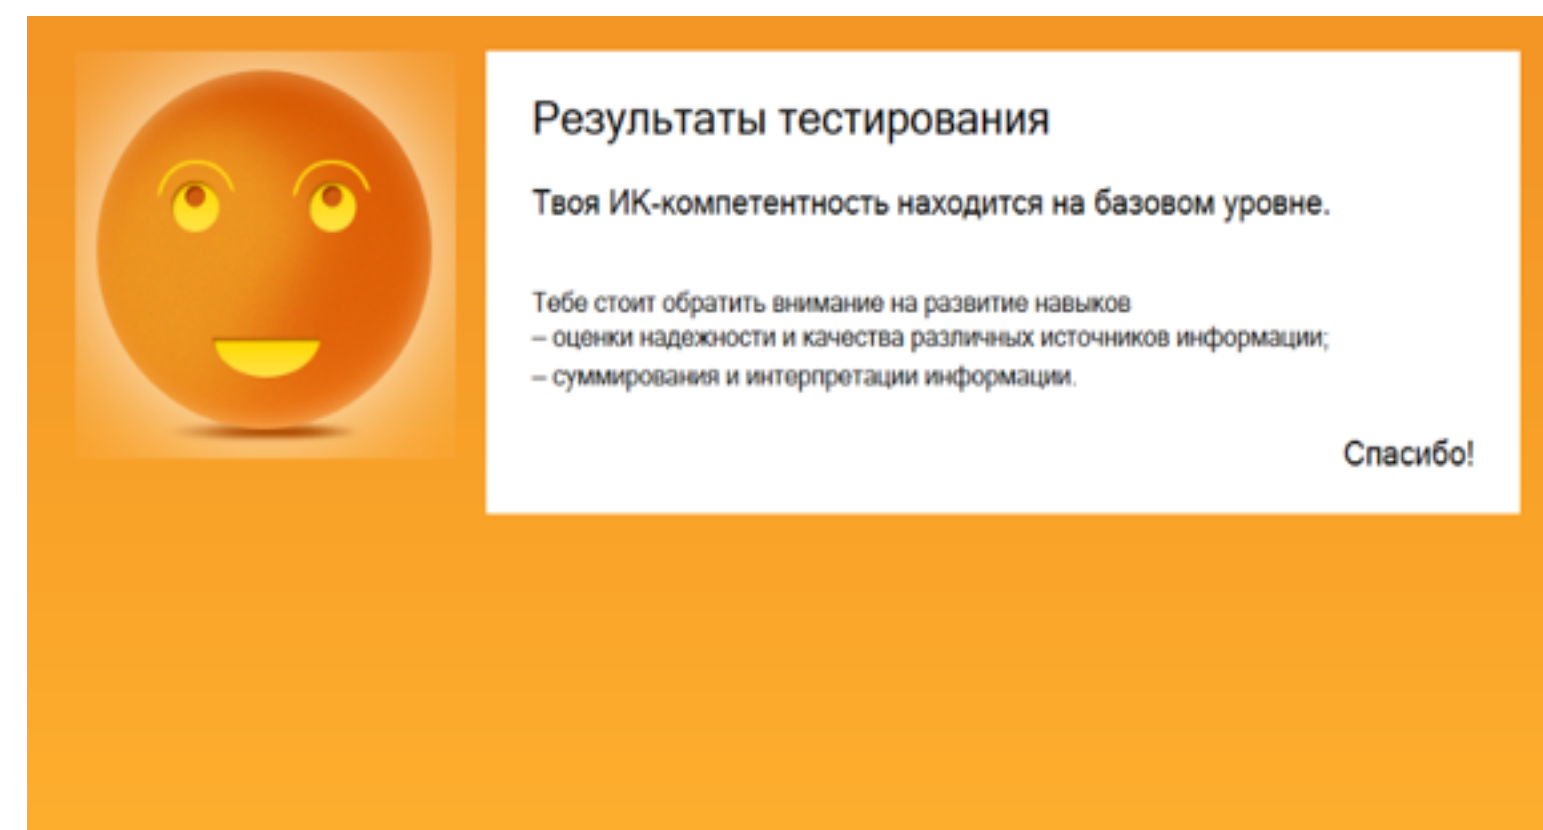 Результаты тестирования
Твоя ИК-компетентность находится на базовом уровне.
Тебе стоит обратить внимание на развитие навыков
– оценки надежности и качества различных источников информации;
– суммирования и интерпретации информации.
Спасибо!